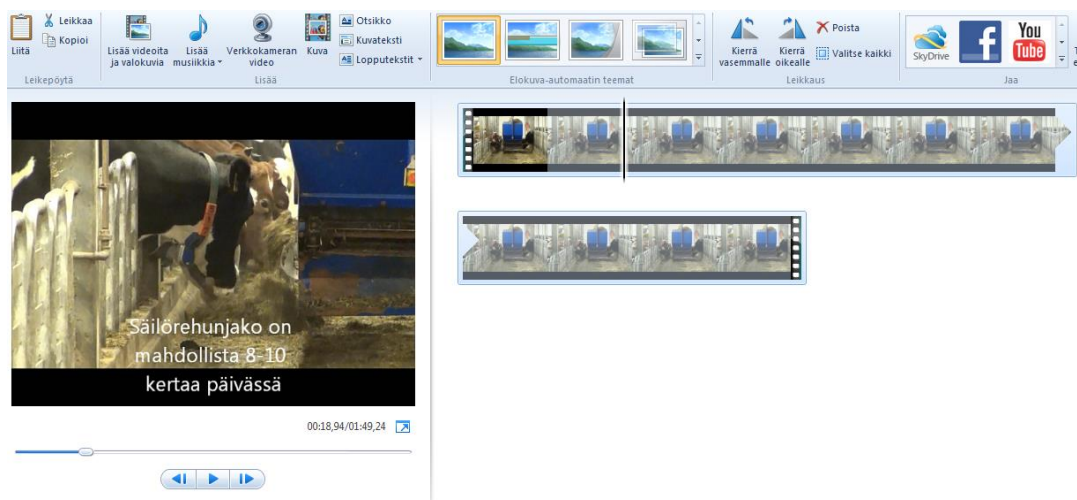 Liitä
Leikkaa
Kopioi
Leikepöytä
Lisää videoita
ja valokuvia
Lisää
musiikkia
Verkkokameran
video
Kuva
Otsikko
Kuvateksti
Lopputekstit
Lisää
Elokuva-automaatin teemat
Kierrä
vasemmalle
Kierrä
oikealle
Poista
Valitse kaikki
Leikkaus
SkyDrive
f
You
Tube
Jaa
Säilörehunjako on
mahdollista 8-10
kertaa päivässä
00:18,94/01:49,24